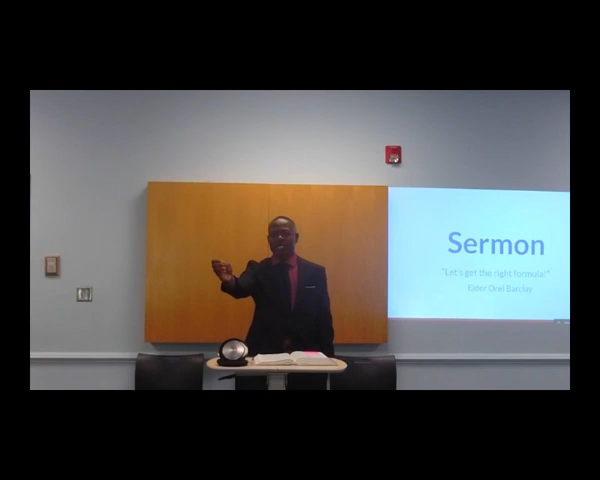 Sermon
"Let's get the right formula!"
Elder Orel Barclay